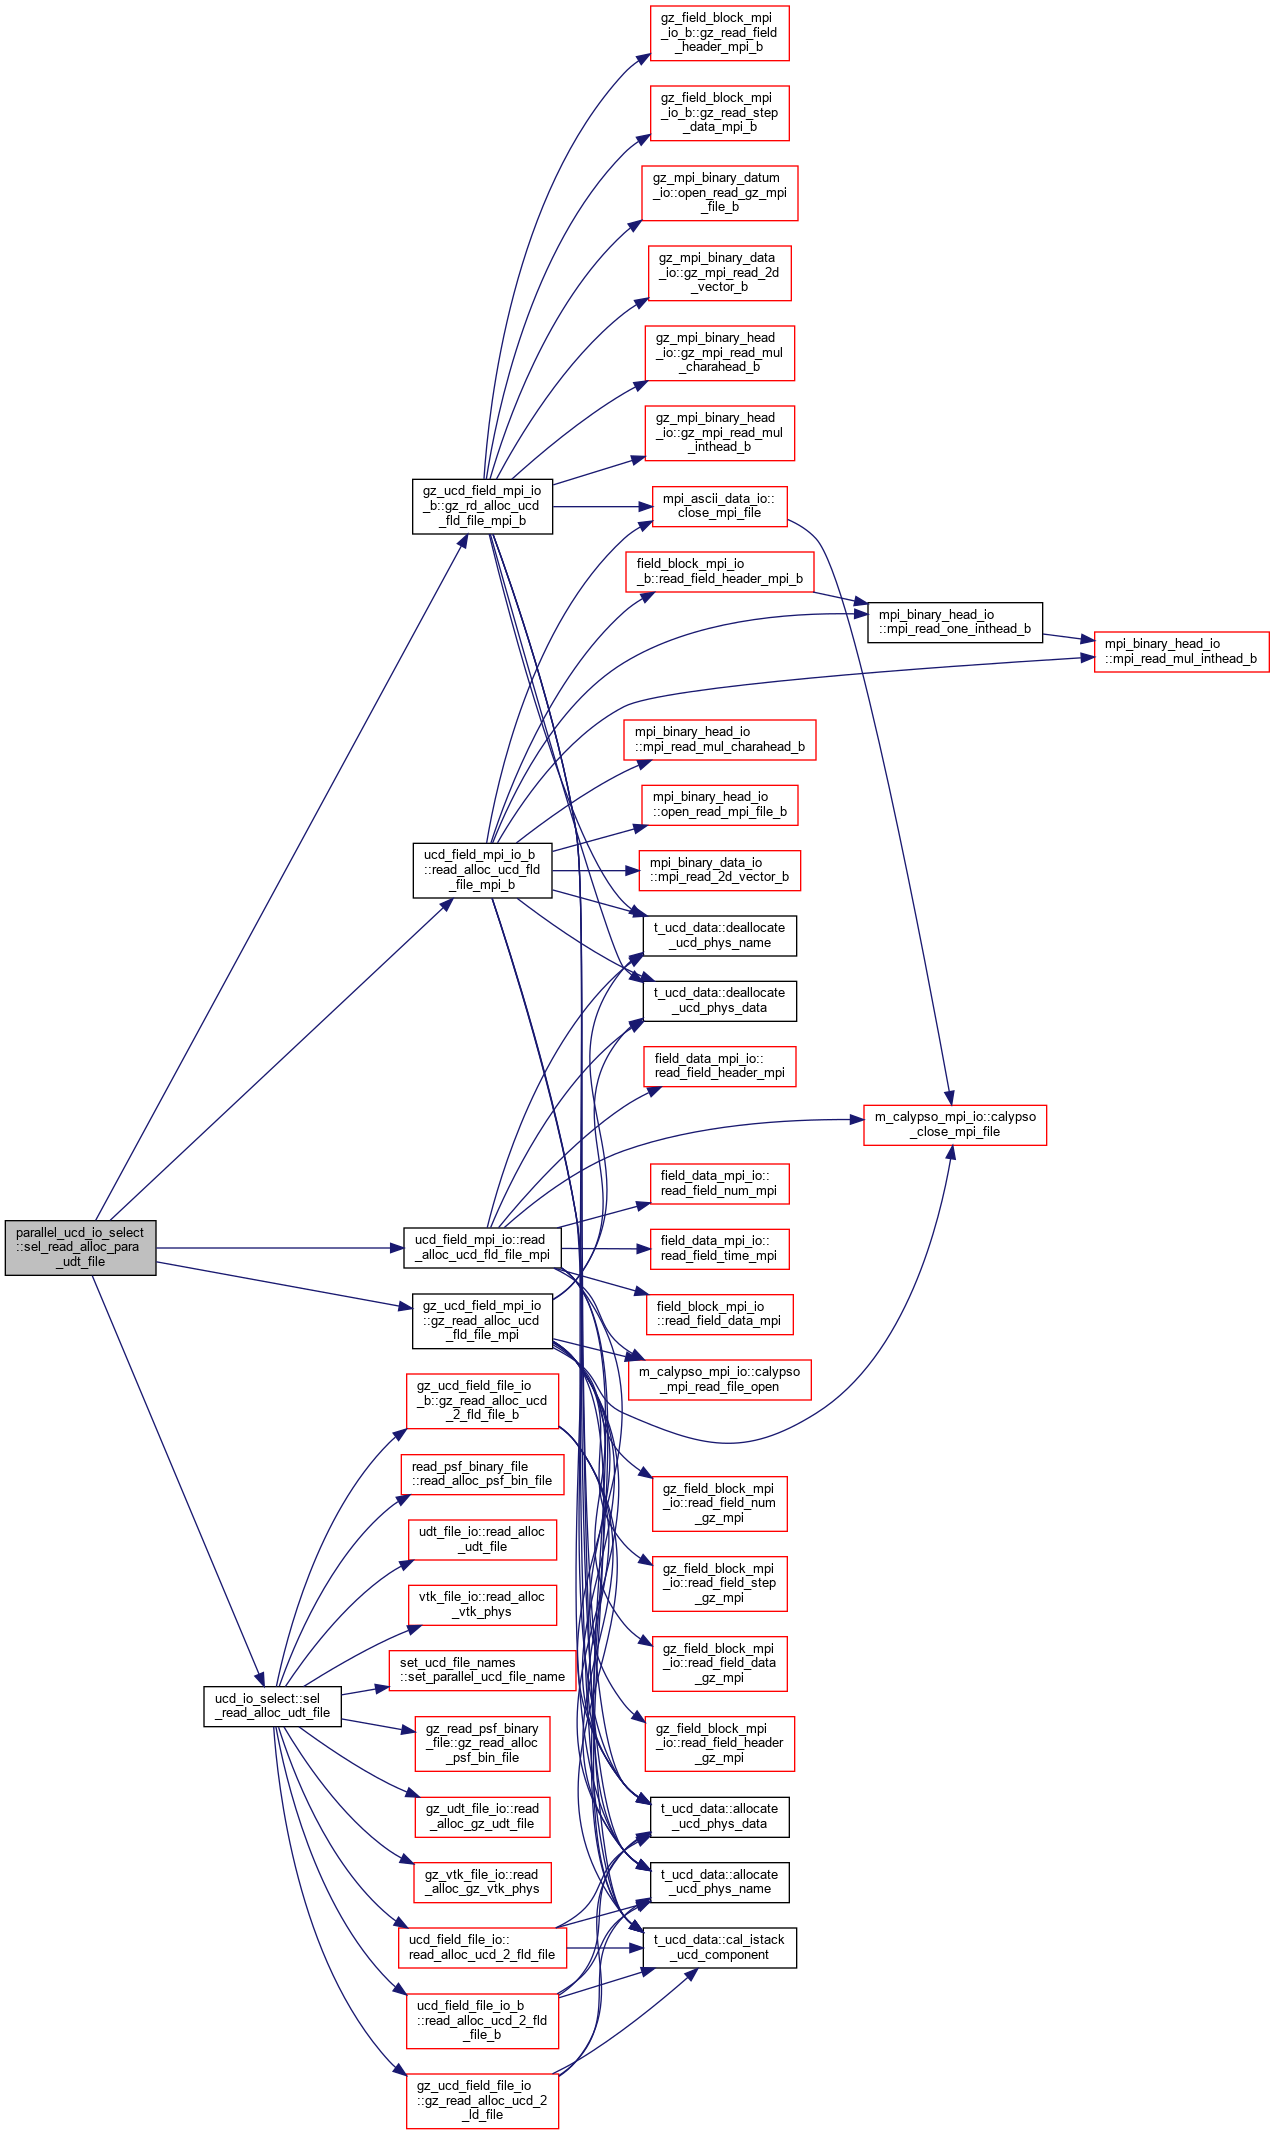 gz_field_block_mpi
_io_b::gz_read_field
_header_mpi_b
gz_field_block_mpi
_io_b::gz_read_step
_data_mpi_b
gz_mpi_binary_datum
_io::open_read_gz_mpi
_file_b
gz_mpi_binary_data
_io::gz_mpi_read_2d
_vector_b
gz_mpi_binary_head
_io::gz_mpi_read_mul
_charahead_b
gz_mpi_binary_head
_io::gz_mpi_read_mul
_inthead_b
gz_ucd_field_mpi_io
_b::gz_rd_alloc_ucd
_fld_file_mpi_b
mpi_ascii_data_io::
close_mpi_file
field_block_mpi_io
_b::read_field_header_mpi_b
mpi_binary_head_io
::mpi_read_one_inthead_b
mpi_binary_head_io
::mpi_read_mul_inthead_b
mpi_binary_head_io
::mpi_read_mul_charahead_b
mpi_binary_head_io
::open_read_mpi_file_b
ucd_field_mpi_io_b
::read_alloc_ucd_fld
_file_mpi_b
mpi_binary_data_io
::mpi_read_2d_vector_b
t_ucd_data::deallocate
_ucd_phys_name
t_ucd_data::deallocate
_ucd_phys_data
field_data_mpi_io::
read_field_header_mpi
m_calypso_mpi_io::calypso
_close_mpi_file
field_data_mpi_io::
read_field_num_mpi
parallel_ucd_io_select
::sel_read_alloc_para
_udt_file
ucd_field_mpi_io::read
_alloc_ucd_fld_file_mpi
field_data_mpi_io::
read_field_time_mpi
gz_ucd_field_mpi_io
::gz_read_alloc_ucd
_fld_file_mpi
field_block_mpi_io
::read_field_data_mpi
m_calypso_mpi_io::calypso
_mpi_read_file_open
gz_ucd_field_file_io
_b::gz_read_alloc_ucd
_2_fld_file_b
read_psf_binary_file
::read_alloc_psf_bin_file
gz_field_block_mpi
_io::read_field_num
_gz_mpi
udt_file_io::read_alloc
_udt_file
gz_field_block_mpi
_io::read_field_step
_gz_mpi
vtk_file_io::read_alloc
_vtk_phys
set_ucd_file_names
::set_parallel_ucd_file_name
gz_field_block_mpi
_io::read_field_data
_gz_mpi
ucd_io_select::sel
_read_alloc_udt_file
gz_read_psf_binary
_file::gz_read_alloc
_psf_bin_file
gz_field_block_mpi
_io::read_field_header
_gz_mpi
gz_udt_file_io::read
_alloc_gz_udt_file
t_ucd_data::allocate
_ucd_phys_data
gz_vtk_file_io::read
_alloc_gz_vtk_phys
t_ucd_data::allocate
_ucd_phys_name
ucd_field_file_io::
read_alloc_ucd_2_fld_file
t_ucd_data::cal_istack
_ucd_component
ucd_field_file_io_b
::read_alloc_ucd_2_fld
_file_b
gz_ucd_field_file_io
::gz_read_alloc_ucd_2
_ld_file